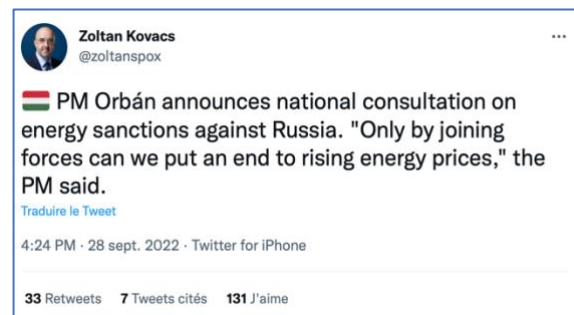 Zoltan Kovacs
@zoltanspox
🇭🇺 PM Orbán announces national consultation on
energy sanctions against Russia. "Only by joining
forces can we put an end to rising energy prices," the
PM said.
Traduire le Tweet
4:24 PM · 28 sept. 2022 · Twitter for iPhone
33 Retweets 7 Tweets cités 131 J'aime